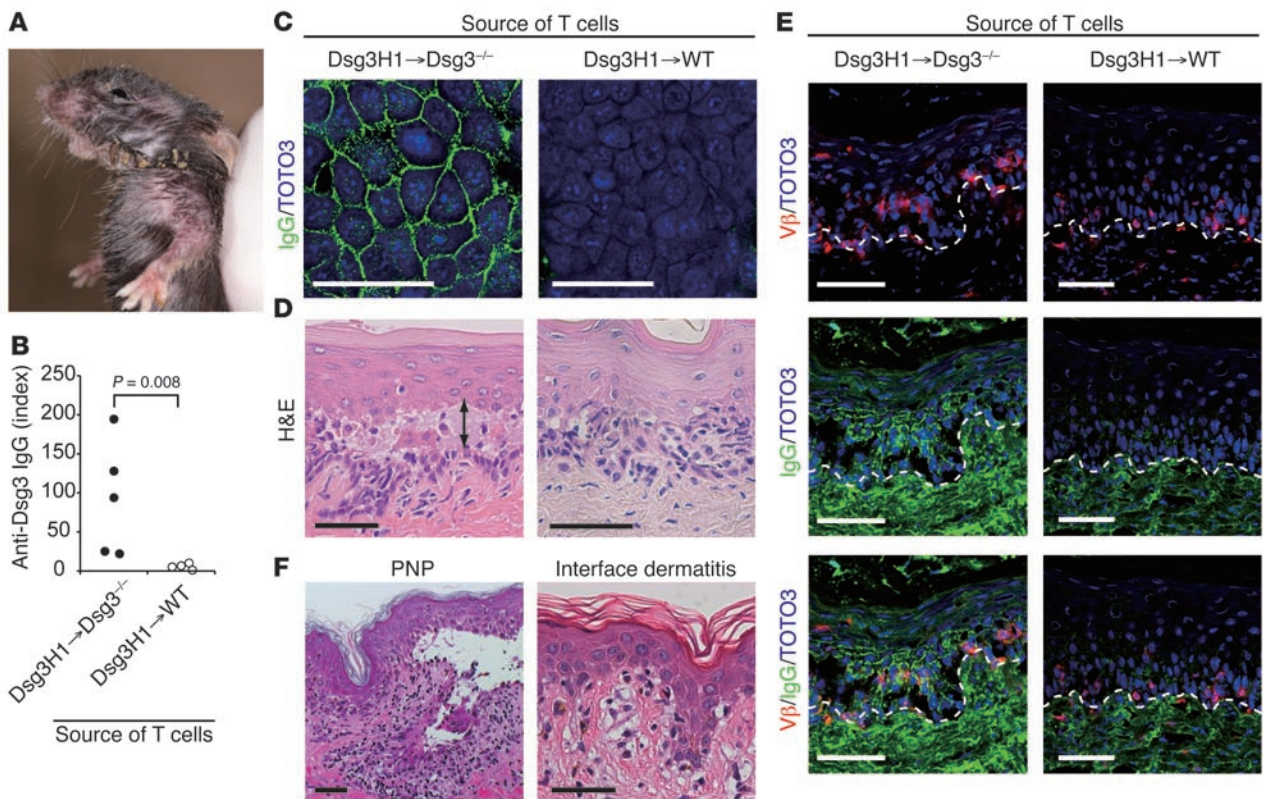 A
B
Anti-Dsg3 IgG (index)
250
200
150
100
50
0
P = 0.008
Dsg3H1→Dsg3⁻/⁻
Dsg3H1→WT
Source of T cells
C
Source of T cells
Dsg3H1→Dsg3⁻/⁻
Dsg3H1→WT
IgG/TOTO3
D
H&E
F
PNP
Interface dermatitis
E
Source of T cells
Dsg3H1→Dsg3⁻/⁻
Dsg3H1→WT
Vβ/TOTO3
IgG/TOTO3
Vβ/IgG/TOTO3